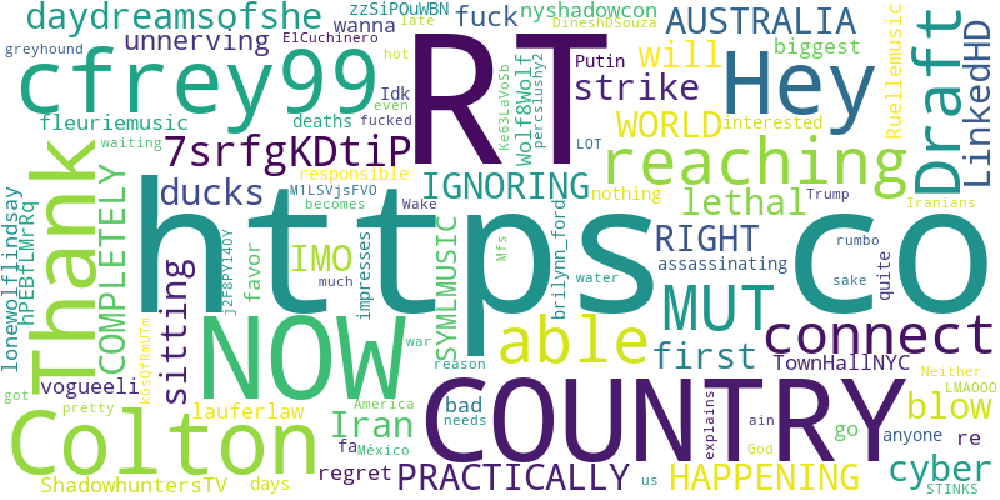 daydreamsofshe
zzSiPOuWBN
fuck
nyshadowcon
late
DineshDSouza
greyhound
unnerving
ElCuchinero
wanna
hot
RT
Putin
AUSTRALIA
biggest
will
Hey
Draft
LinkedHD
cfrey99
Idk
even
strike
fleuriemusic
deaths
fucked
Ke63LaVoSb
Wolf8Wolf
percslushy2
WORLD
interested
Ruellemusic
waiting
7srfgKDtiP
LOT
Thank
responsible
reaching
ducks
M1LSVjsFVO
IGNORING
nothing
lethal
Trump
Iranians
becomes
Wake
https
co
lonewolflindsay
hPEBfLMrRq
COMPLETELY
sitting
jzF8PY14OY
favor
IMO
much
impresses
SYMLMUSIC
Mfs
brilynn_ford
water
RIGHT
assassinating
rumbo
sake
quite
MUT
NOW
war
reason
able
first
connect
TownHallNYC
Neither
got
vogueeli
kGsQfRmUTm
pretty
Colton
lauferlaw
America
Iran
bad
needs
COUNTRY
explains
ain
God
LMAOOO
blow
go
anyone
re
fa
México
us
ShadowhuntersTV
days
regret
PRACTICALLY
HAPPENING
cyber
STINKS